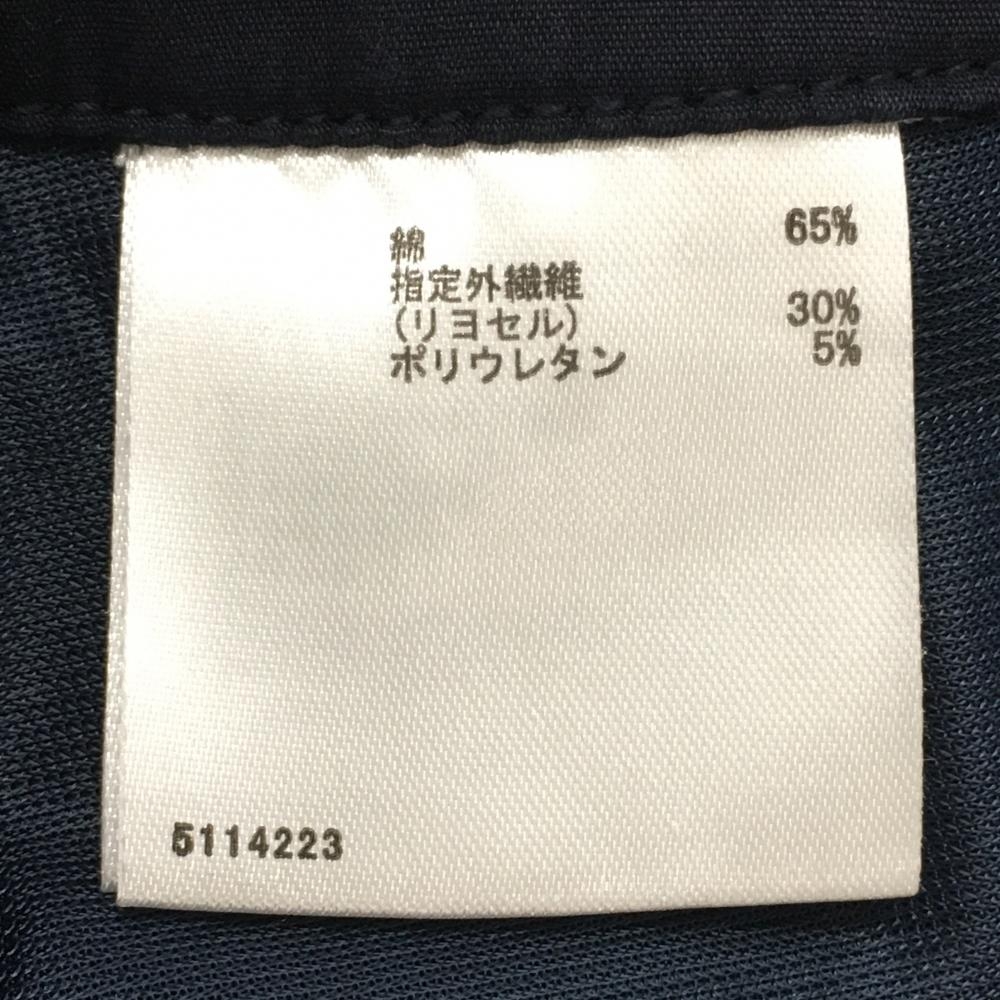 綿 65%
指定外繊維
(リヨセル) 30%
ポリウレタン 5%
5114223